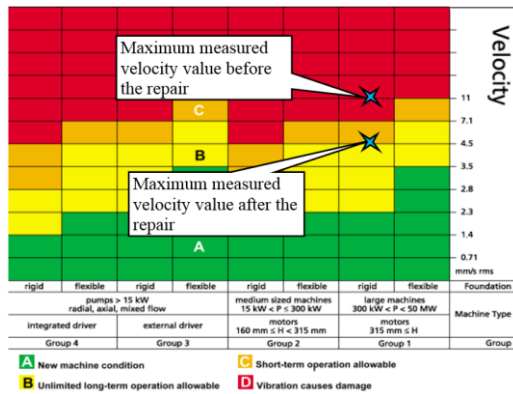 Maximum measured
velocity value before
the repair
Velocity
C
B
A
Maximum measured
velocity value after the
repair
11
7.1
4.5
3.5
2.8
2.3
1.4
0.71
mm/s rms
rigid flexible rigid flexible rigid flexible rigid flexible Foundation
pumps > 15 kW
radial, axial, mixed flow
medium sized machines
15 kW < P ≤ 300 kW
large machines
300 kW < P < 50 MW
Machine Type
integrated driver external driver
motors
160 mm ≤ H < 315 mm
motors
315 mm ≤ H
Group 4 Group 3 Group 2 Group 1 Group
A New machine condition
C Short-term operation allowable
B Unlimited long-term operation allowable
D Vibration causes damage